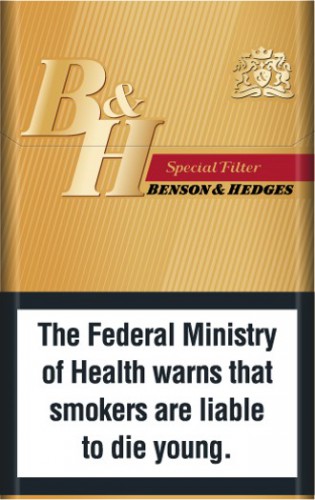 B&H
Special Filter
BENSON & HEDGES
The Federal Ministry
of Health warns that
smokers are liable
to die young.